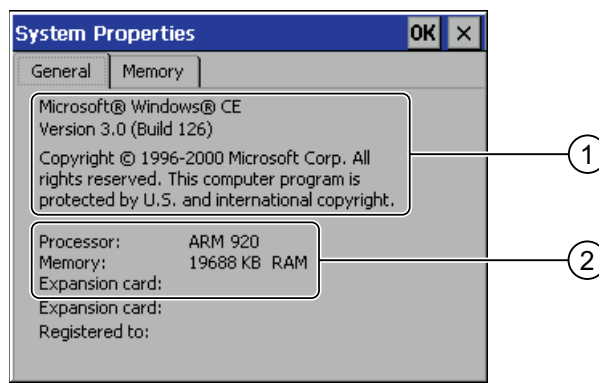 System Properties OK ×
General Memory
Microsoft® Windows® CE
Version 3.0 (Build 126)
Copyright © 1996-2000 Microsoft Corp. All
rights reserved. This computer program is
protected by U.S. and international copyright.
1
Processor: ARM 920
Memory: 19688 KB RAM
Expansion card:
2
Expansion card:
Registered to: